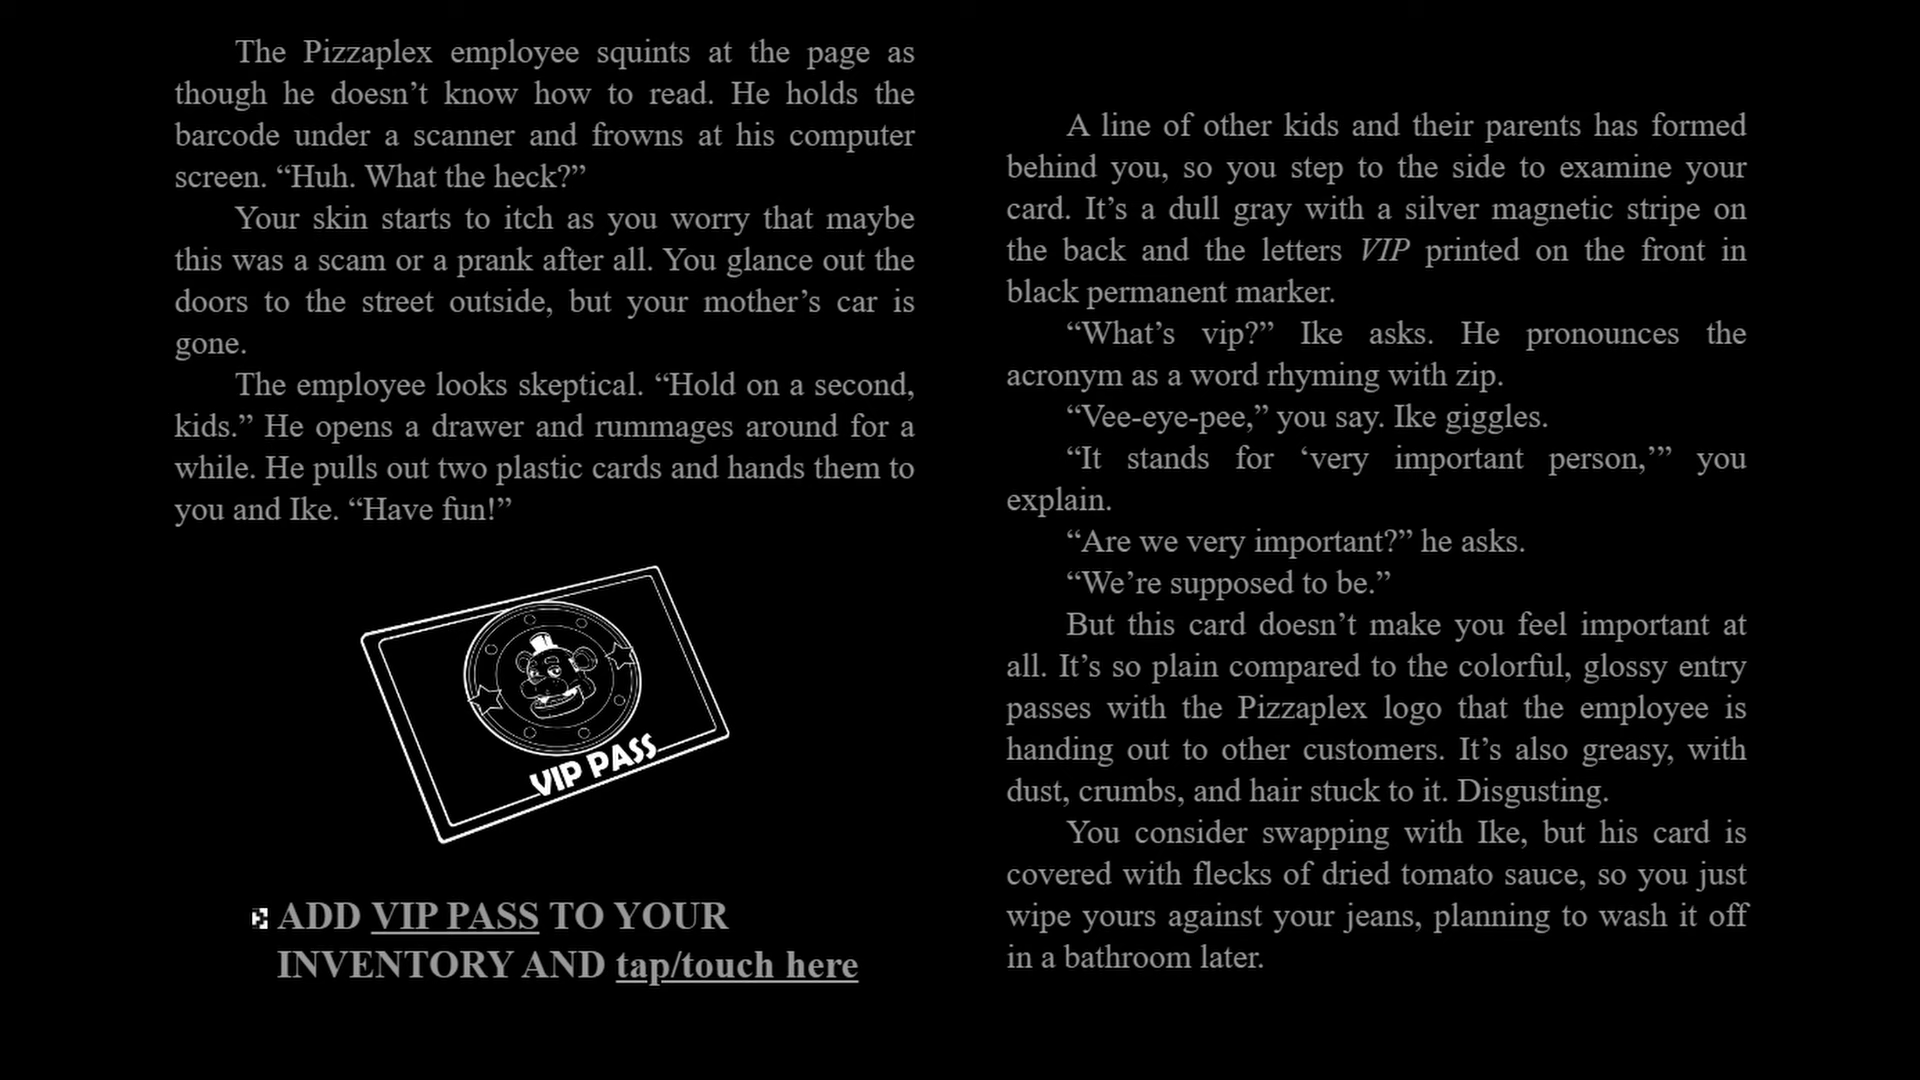 The Pizzaplex employee squints at the page as
though he doesn’t know how to read. He holds the
barcode under a scanner and frowns at his computer
screen. “Huh. What the heck?”
Your skin starts to itch as you worry that maybe
this was a scam or a prank after all. You glance out the
doors to the street outside, but your mother’s car is
gone.
The employee looks skeptical. “Hold on a second,
kids.” He opens a drawer and rummages around for a
while. He pulls out two plastic cards and hands them to
you and Ike. “Have fun!”
VIP PASS
ADD VIP PASS TO YOUR
INVENTORY AND tap/touch here
A line of other kids and their parents has formed
behind you, so you step to the side to examine your
card. It’s a dull gray with a silver magnetic stripe on
the back and the letters VIP printed on the front in
black permanent marker.
“What’s vip?” Ike asks. He pronounces the
acronym as a word rhyming with zip.
“Vee-eye-pee,” you say. Ike giggles.
“It stands for ‘very important person,’” you
explain.
“Are we very important?” he asks.
“We’re supposed to be.”
But this card doesn’t make you feel important at
all. It’s so plain compared to the colorful, glossy entry
passes with the Pizzaplex logo that the employee is
handing out to other customers. It’s also greasy, with
dust, crumbs, and hair stuck to it. Disgusting.
You consider swapping with Ike, but his card is
covered with flecks of dried tomato sauce, so you just
wipe yours against your jeans, planning to wash it off
in a bathroom later.